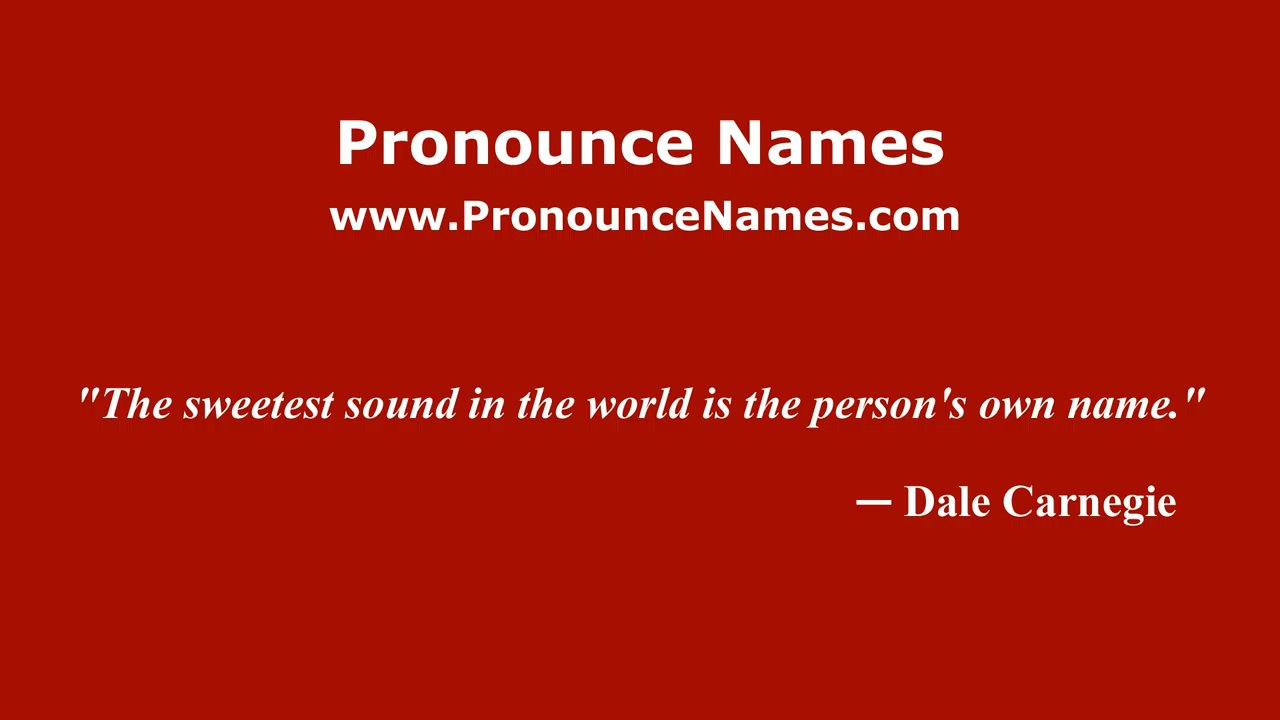 Pronounce Names
www.PronounceNames.com
"The sweetest sound in the world is the person's own name."
— Dale Carnegie